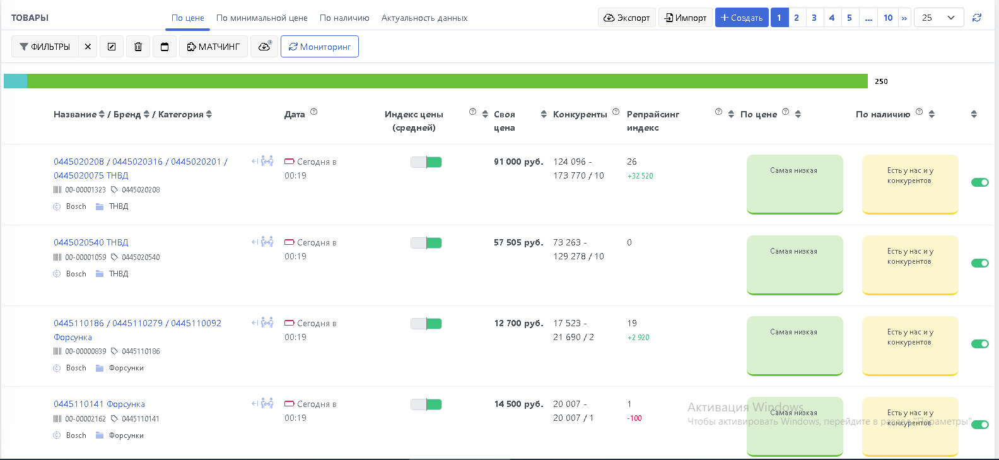 ТОВАРЫ
По цене
По минимальной цене
По наличию
Актуальность данных
Экспорт
Импорт
Создать
1 2 3 4 5 ... 10 »
25
ФИЛЬТРЫ
МАТЧИНГ
Мониторинг
250
Название / Бренд / Категория
Дата
Индекс цены
(средней)
Своя
цена
Конкуренты
Репрайсинг
индекс
По цене
По наличию
0445020208 / 0445020316 / 0445020201 /
0445020075 ТНВД
00-00001323 0445020208
Bosch ТНВД
Сегодня в
00:19
91 000 руб.
124 096 -
173 770 / 10
26
+32 520
Самая низкая
Есть у нас и у
конкурентов
0445020540 ТНВД
00-00001059 0445020540
Bosch ТНВД
Сегодня в
00:19
57 505 руб.
73 263 -
129 278 / 10
0
Самая низкая
Есть у нас и у
конкурентов
0445110186 / 0445110279 / 0445110092
Форсунка
00-00000839 0445110186
Bosch Форсунки
Сегодня в
00:19
12 700 руб.
17 523 -
21 690 / 2
19
+2 920
Самая низкая
Есть у нас и у
конкурентов
0445110141 Форсунка
00-00002162 0445110141
Bosch Форсунки
Сегодня в
00:19
14 500 руб.
20 007 -
20 007 / 1
1
-100
Самая низкая
Есть у нас и у
конкурентов
Активация Windows
Чтобы активировать Windows, перейдите в раздел "Параметры"